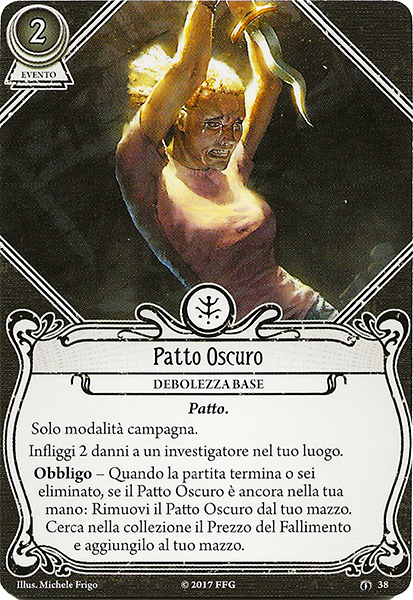 2
EVENTO
Patto Oscuro
DEBOLEZZA BASE
Patto.
Solo modalità campagna.
Infliggi 2 danni a un investigatore nel tuo luogo.
Obbligo – Quando la partita termina o sei
eliminato, se il Patto Oscuro è ancora nella tua
mano: Rimuovi il Patto Oscuro dal tuo mazzo.
Cerca nella collezione il Prezzo del Fallimento
e aggiungilo al tuo mazzo.
Illus. Michele Frigo © 2017 FFG 38